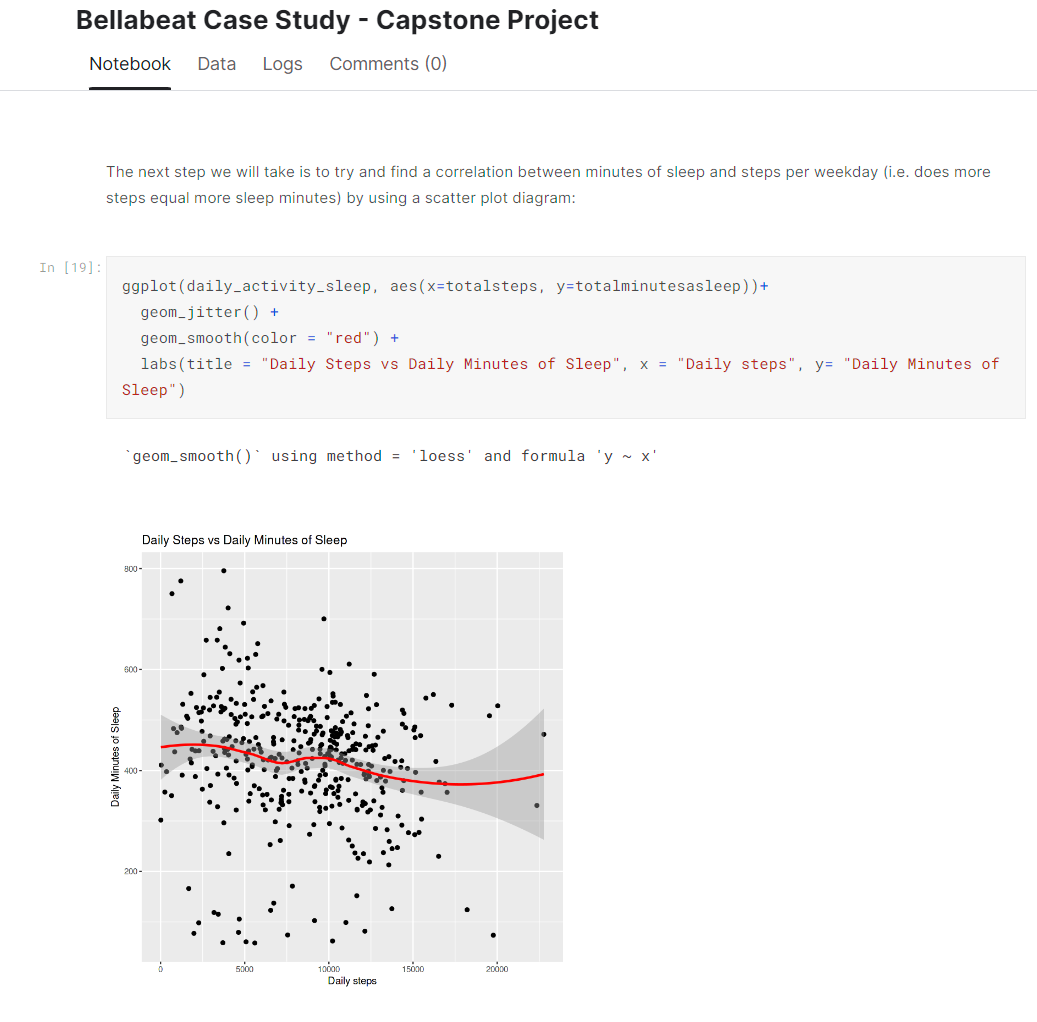 Bellabeat Case Study - Capstone Project
Notebook Data Logs Comments (0)
The next step we will take is to try and find a correlation between minutes of sleep and steps per weekday (i.e. does more
steps equal more sleep minutes) by using a scatter plot diagram:
In [19]:
ggplot(daily_activity_sleep, aes(x=totalsteps, y=totalminutesasleep))+
  geom_jitter() +
  geom_smooth(color = "red") +
  labs(title = "Daily Steps vs Daily Minutes of Sleep", x = "Daily steps", y= "Daily Minutes of
Sleep")
`geom_smooth()` using method = 'loess' and formula 'y ~ x'
Daily Steps vs Daily Minutes of Sleep
800
600
400
200
Daily Minutes of Sleep
0 5000 10000 15000 20000
Daily steps